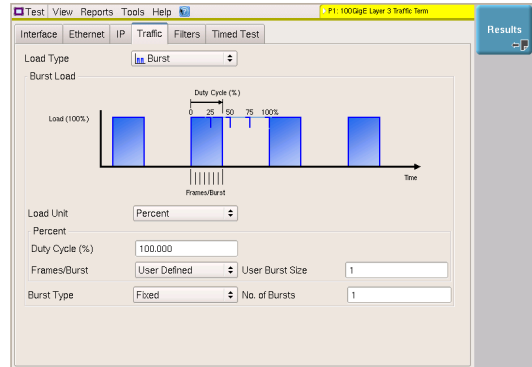 Test View Reports Tools Help
P1: 100GigE Layer 3 Traffic Term
Results
Interface Ethernet IP Traffic Filters Timed Test
Load Type Burst
Burst Load
Duty Cycle (%)
0 25 50 75 100%
Load (100%)
Time
Frames/Burst
Load Unit Percent
Percent
Duty Cycle (%) 100.000
Frames/Burst User Defined User Burst Size 1
Burst Type Fixed No. of Bursts 1